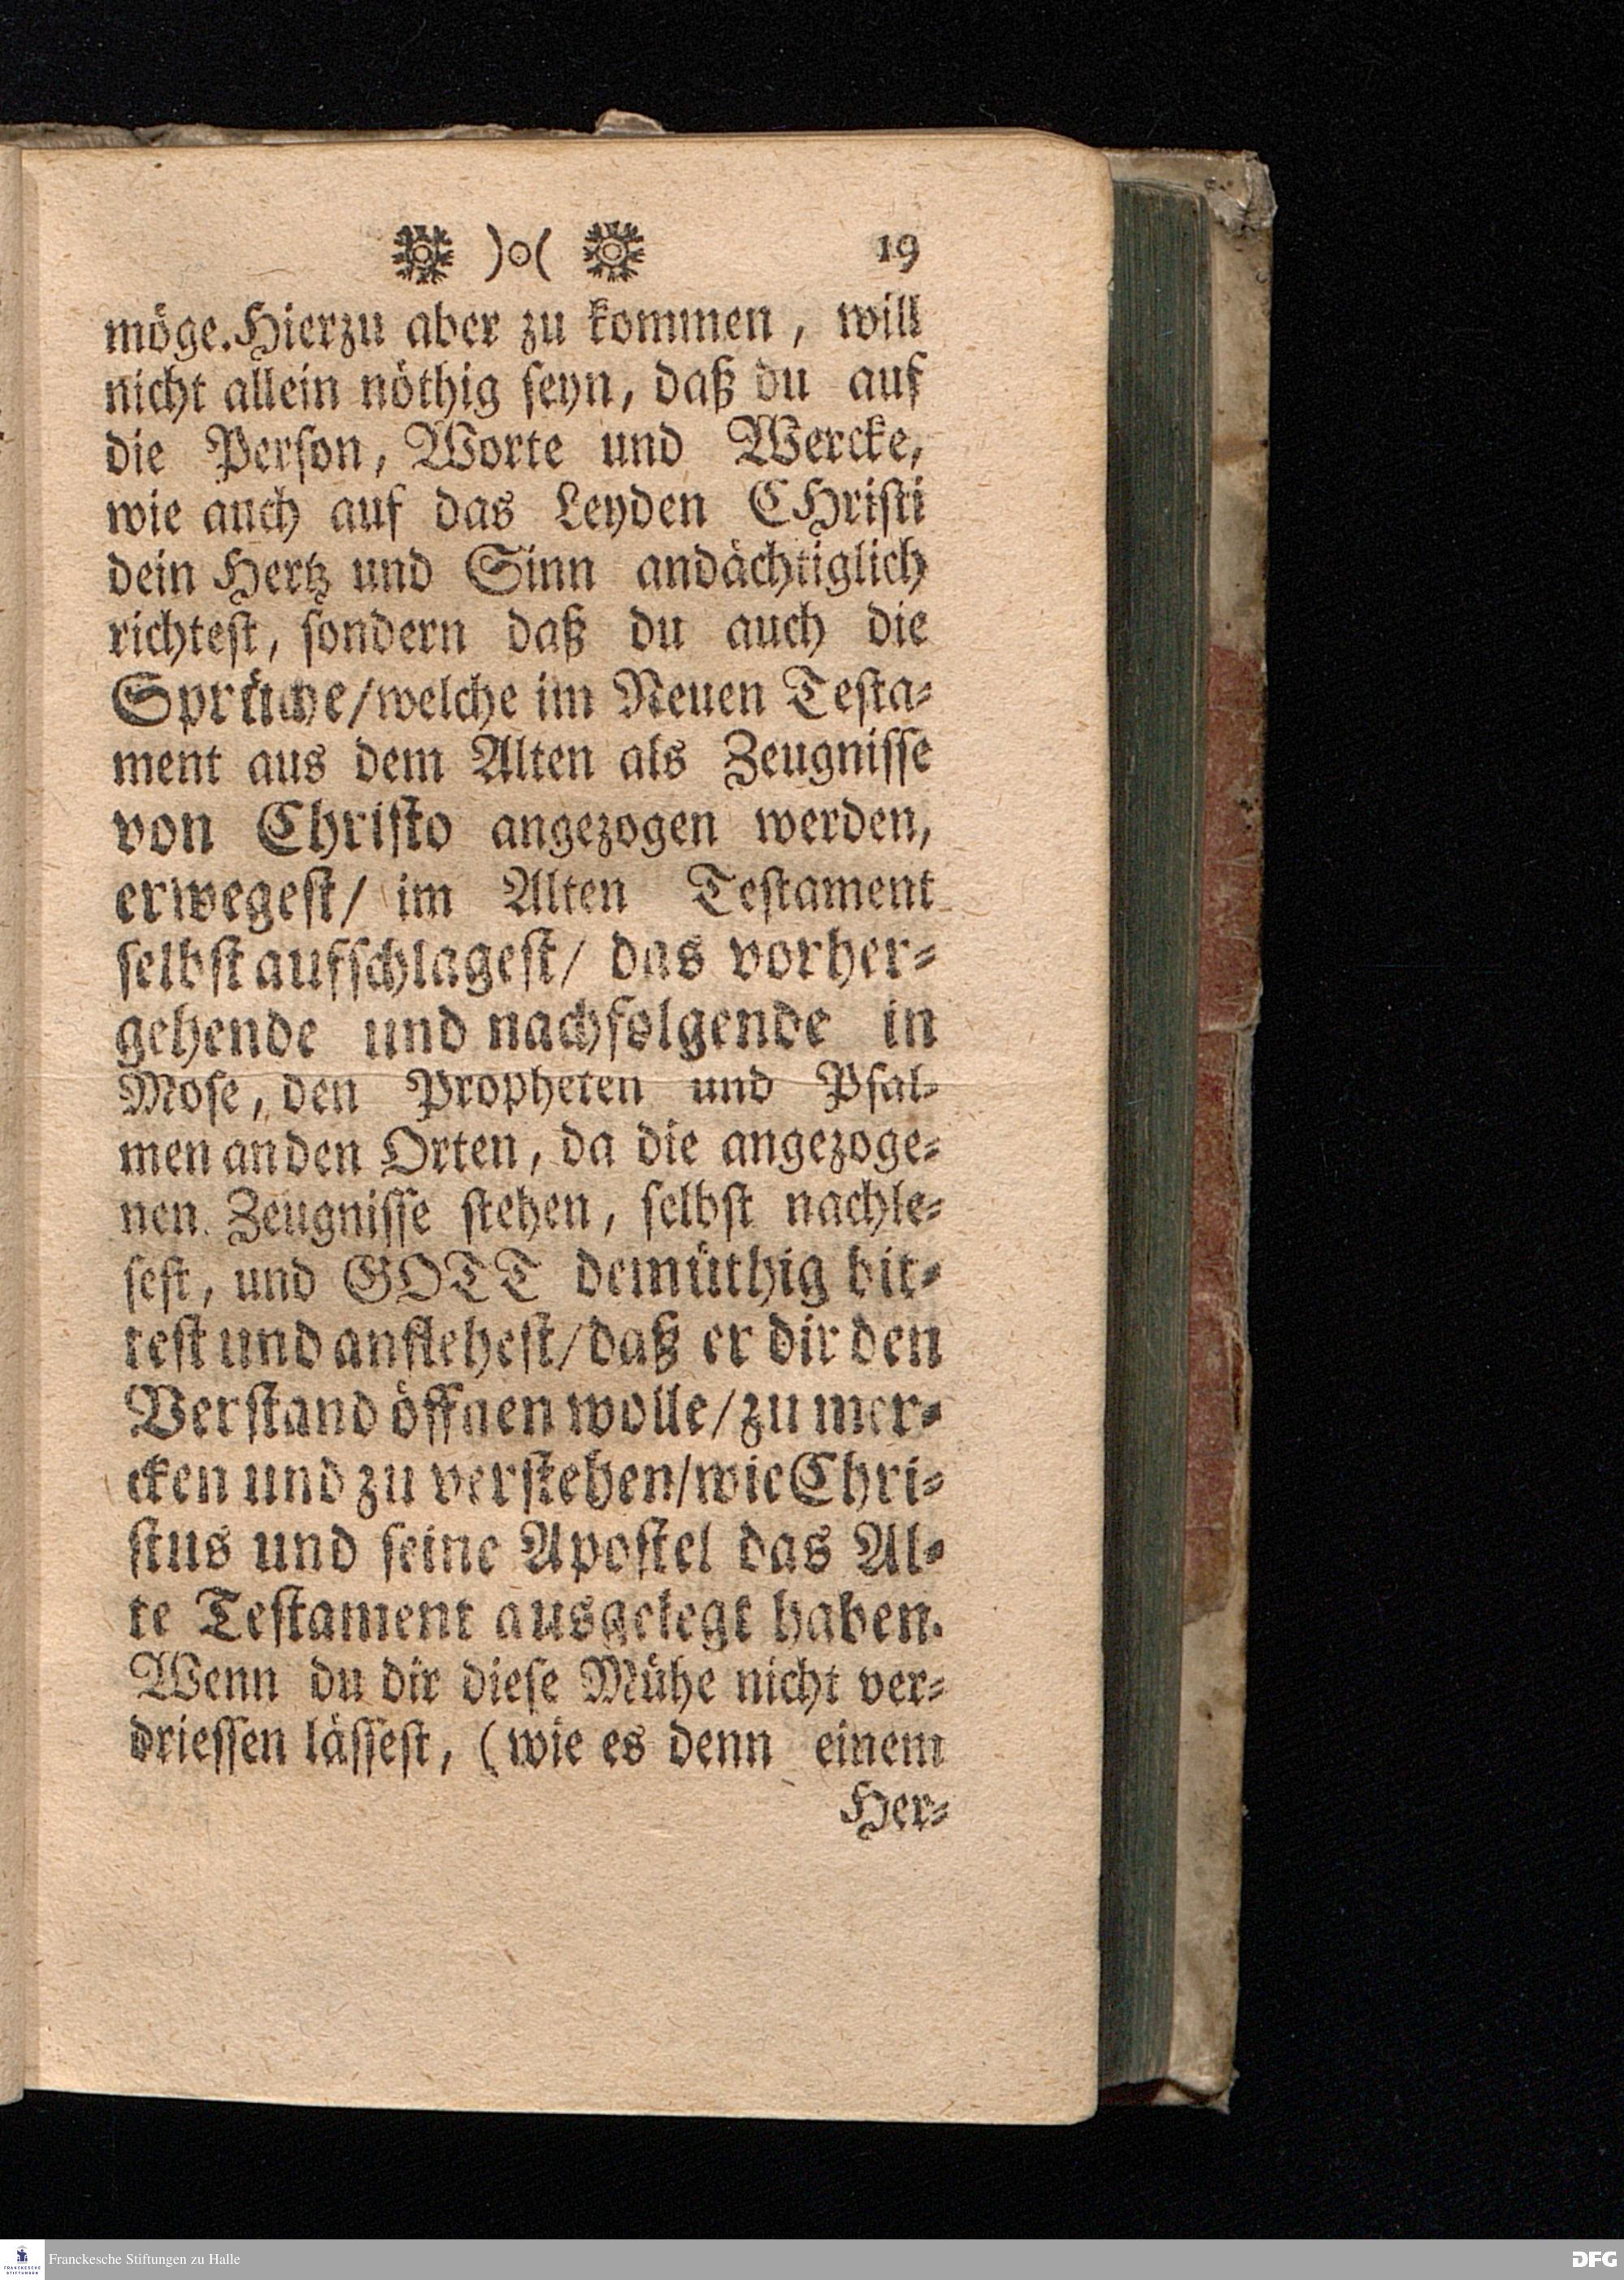 )o( 19
möge. Hierzu aber zu kommen, will
nicht allein nöthig seyn, daß du auf
die Person, Worte und Wercke,
wie auch auf das Leyden CHristi
dein Hertz und Sinn andächtiglich
richtest, sondern daß du auch die
Sprüche/welche im Neuen Testa-
ment aus dem Alten als Zeugnisse
von Christo angezogen werden,
erwegest/ im Alten Testament
selbst aufschlagest/ das vorher-
gehende und nachfolgende in
Mose, den Propheten und Psal-
men an den Orten, da die angezoge-
nen Zeugnisse stehen, selbst nachle-
sest, und GOTT demüthig bit-
test und anflehest/daß er dir den
Verstand öffnen wolle/zu mer-
cken und zu verstehen/wie Chri-
stus und seine Apostel das Al-
te Testament ausgelegt haben.
Wenn du dir diese Mühe nicht ver-
driessen lässest, (wie es denn einem
Her-
FRANCKESCHE STIFTUNGEN
Franckesche Stiftungen zu Halle
DFG